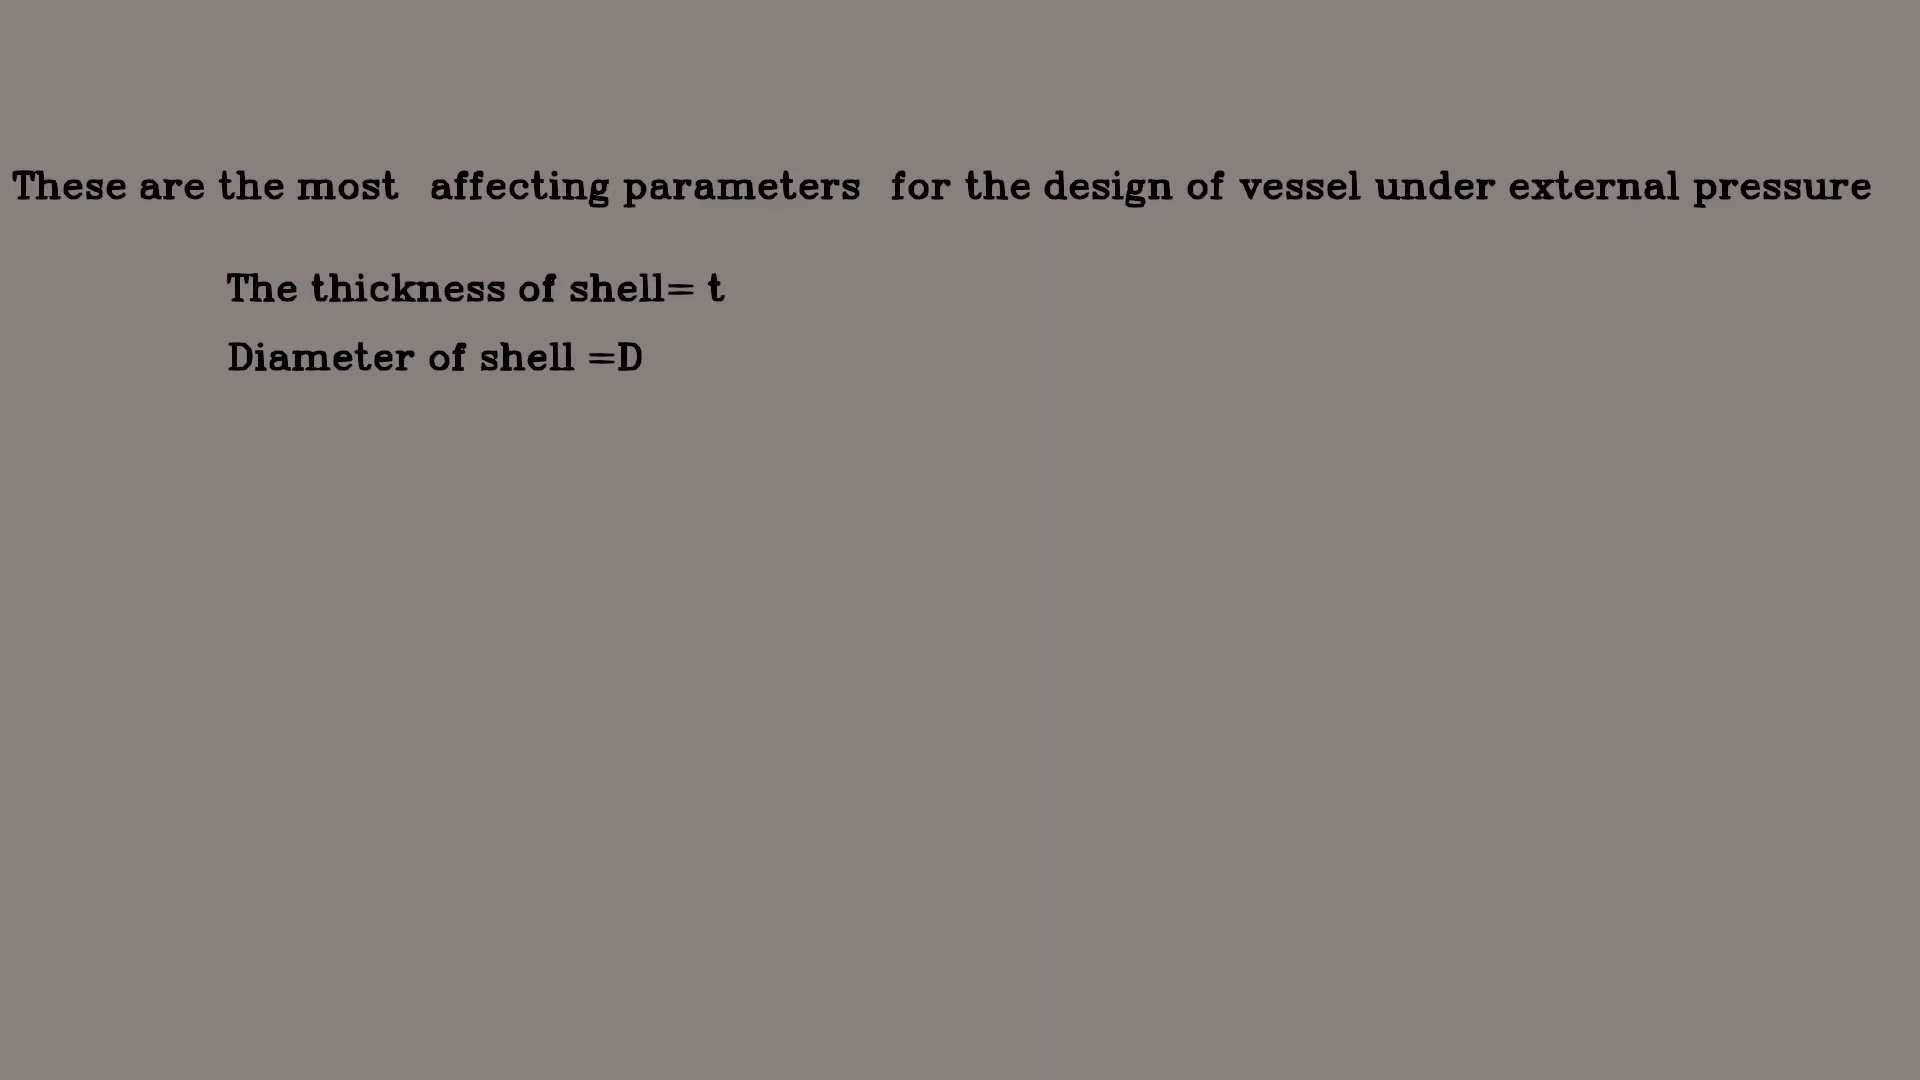 These are the most affecting parameters for the design of vessel under external pressure
The thickness of shell= t
Diameter of shell =D